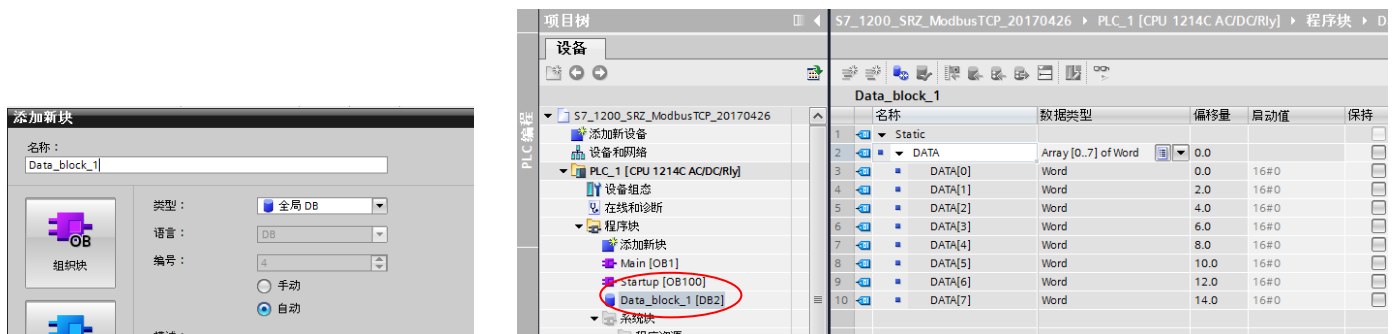 添加新块
名称：
Data_block_1
OB
组织块
类型：
全局 DB
语言：
DB
编号：
4
手动
自动
PLC 编程
项目树
设备
S7_1200_SRZ_ModbusTCP_20170426
添加新设备
设备和网络
PLC_1 [CPU 1214C AC/DC/Rly]
设备组态
在线和诊断
程序块
添加新块
Main [OB1]
Startup [OB100]
Data_block_1 [DB2]
系统块
S7_1200_SRZ_ModbusTCP_20170426 ▸ PLC_1 [CPU 1214C AC/DC/Rly] ▸ 程序块 ▸ D
Data_block_1
名称 数据类型 偏移量 启动值 保持
1 Static
2 DATA Array [0..7] of Word 0.0
3 DATA[0] Word 0.0 16#0
4 DATA[1] Word 2.0 16#0
5 DATA[2] Word 4.0 16#0
6 DATA[3] Word 6.0 16#0
7 DATA[4] Word 8.0 16#0
8 DATA[5] Word 10.0 16#0
9 DATA[6] Word 12.0 16#0
10 DATA[7] Word 14.0 16#0